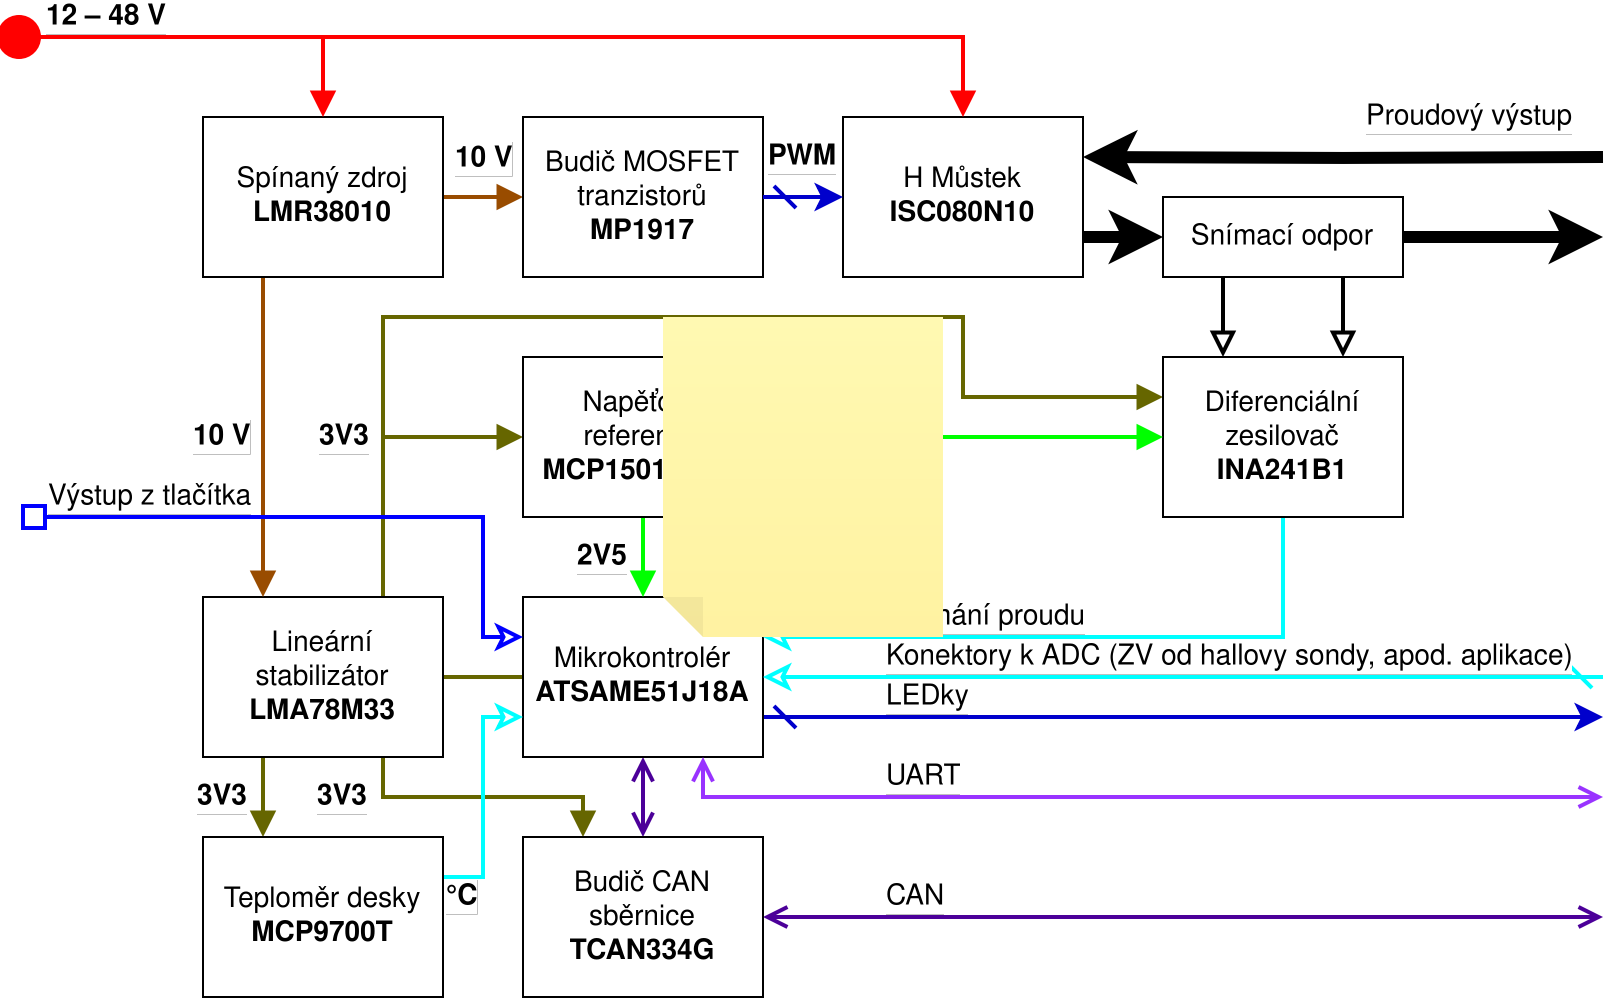 12 – 48 V
Proudový výstup
Spínaný zdroj
LMR38010
10 V
Budič MOSFET
tranzistorů
MP1917
PWM
H Můstek
ISC080N10
Snímací odpor
10 V
3V3
MCP1501
Diferenciální
zesilovač
INA241B1
Výstup z tlačítka
2V5
Lineární
stabilizátor
LMA78M33
Mikrokontrolér
ATSAME51J18A
proudu
Konektory k ADC (ZV od hallovy sondy, apod. aplikace)
LEDky
3V3
3V3
UART
Teploměr desky
MCP9700T
°C
Budič CAN
sběrnice
TCAN334G
CAN